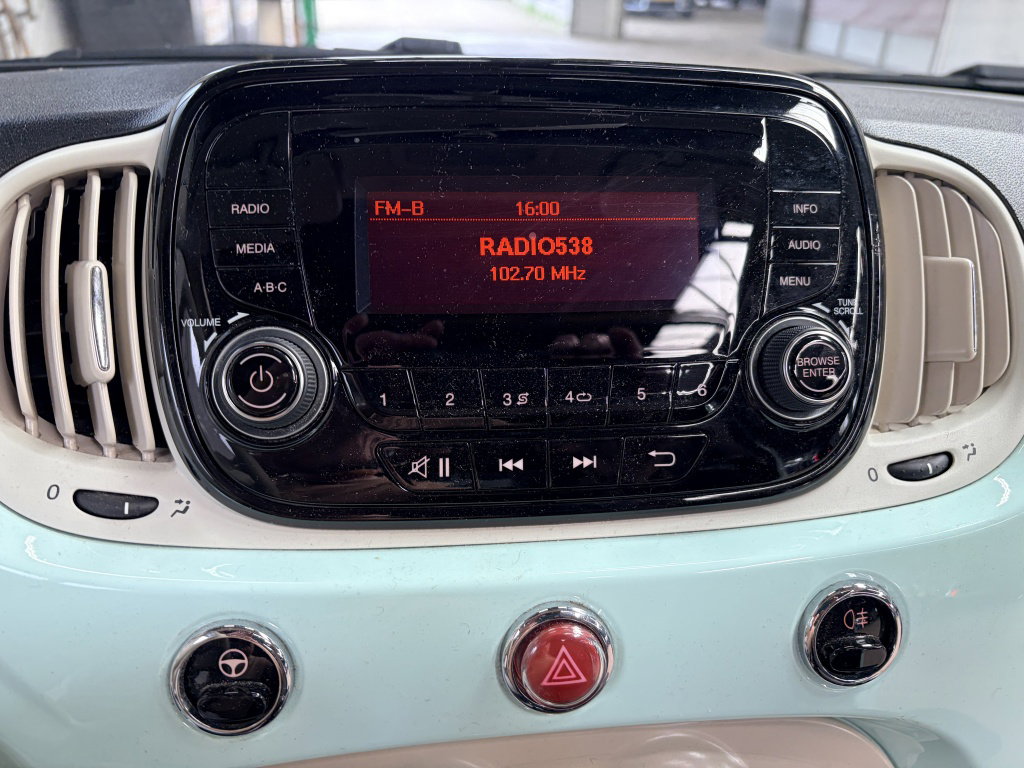 RADIO
MEDIA
A·B·C
VOLUME
FM-B 16:00
RADIO538
102.70 MHz
INFO
AUDIO
MENU
TUNE
SCROLL
BROWSE
ENTER
1 2 3 4 5 6
0
0